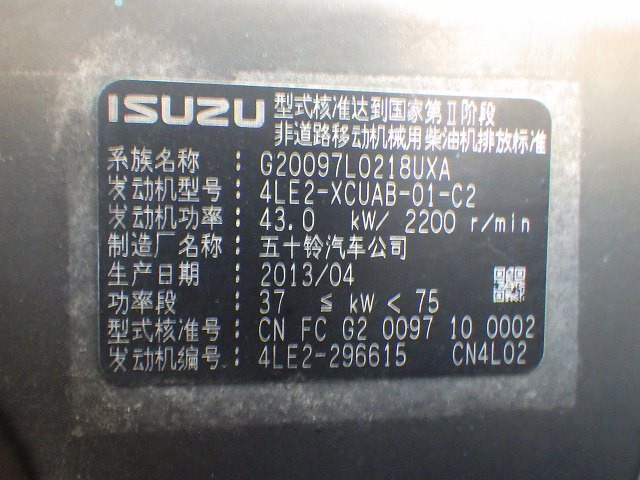 ISUZU 型式核准达到国家第Ⅱ阶段
非道路移动机械用柴油机排放标准
系族名称 : G20097L0218UXA
发动机型号 : 4LE2-XCUAB-01-C2
发动机功率 : 43.0 kW/ 2200 r/min
制造厂名称 : 五十铃汽车公司
生产日期 : 2013/04
功率段 : 37 ≦ kW < 75
型式核准号 : CN FC G2 0097 10 0002
发动机编号 : 4LE2-296615 CN4L02